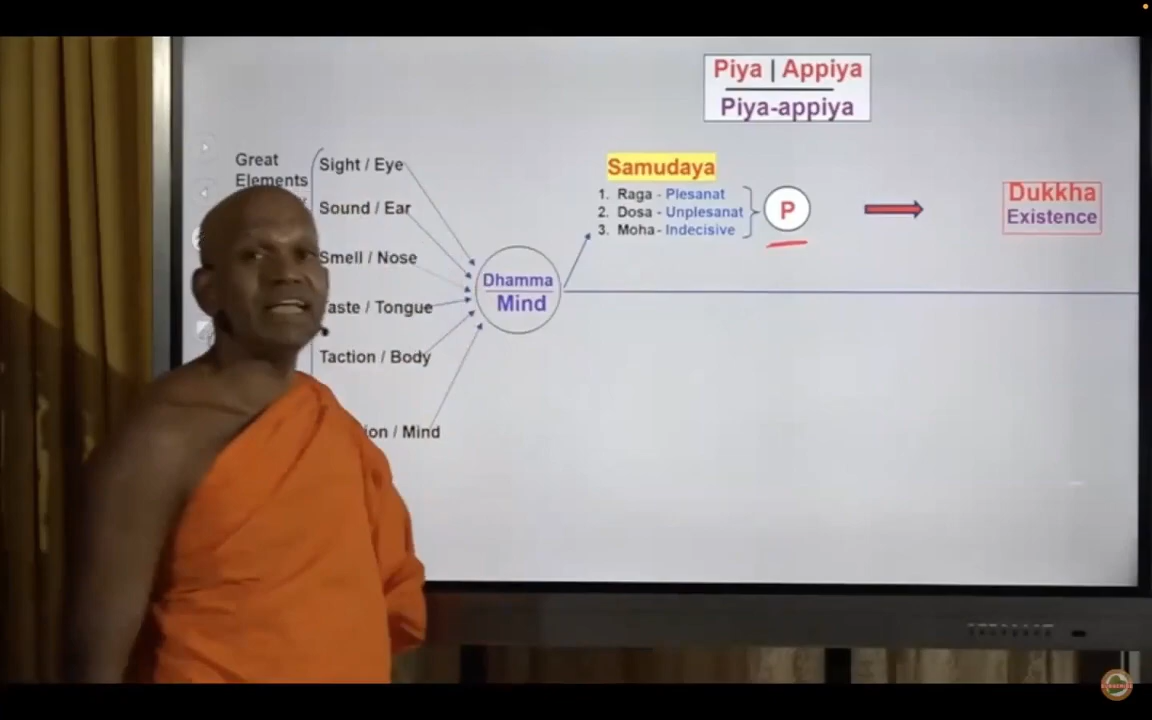 Piya | Appiya
Piya-appiya
Great
Elements
Sight / Eye
Sound / Ear
Smell / Nose
aste / Tongue
Taction / Body
ion / Mind
Dhamma
Mind
Samudaya
1. Raga - Plesanat
2. Dosa - Unplesanat
3. Moha - Indecisive
P
Dukkha
Existence
SUBSCRIBE